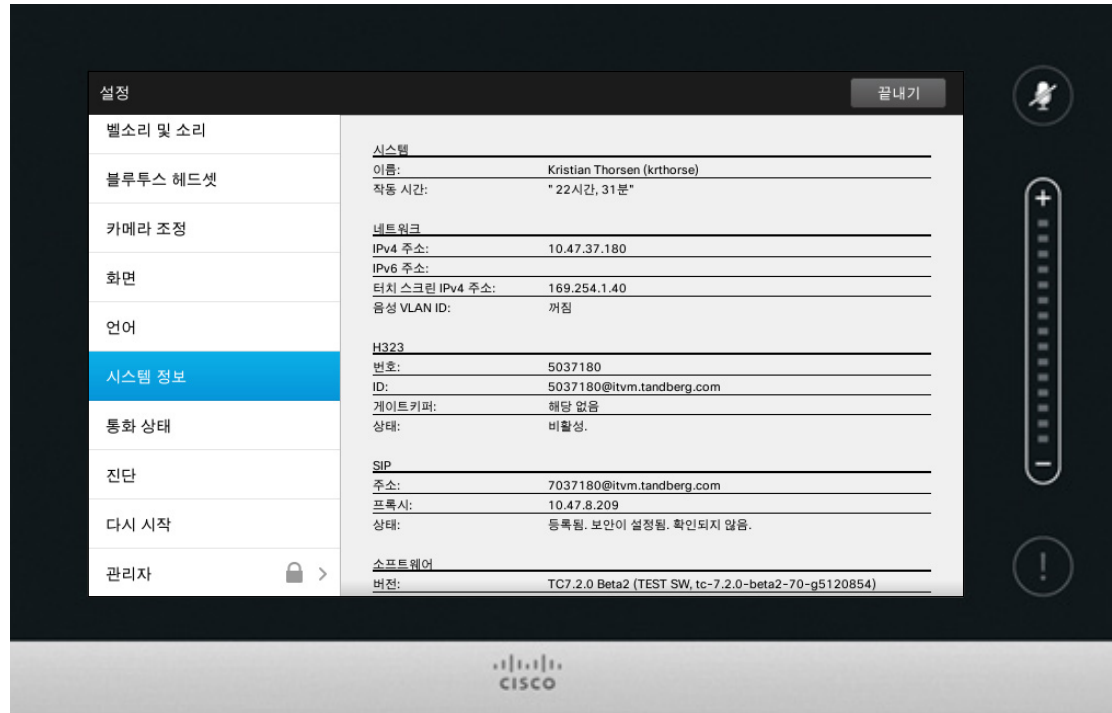 설정
끝내기
벨소리 및 소리
블루투스 헤드셋
카메라 조정
화면
언어
시스템 정보
통화 상태
진단
다시 시작
관리자
시스템
이름: Kristian Thorsen (krthorse)
작동 시간: " 22시간, 31분"
네트워크
IPv4 주소: 10.47.37.180
IPv6 주소:
터치 스크린 IPv4 주소: 169.254.1.40
음성 VLAN ID: 꺼짐
H323
번호: 5037180
ID: 5037180@itvm.tandberg.com
게이트키퍼: 해당 없음
상태: 비활성.
SIP
주소: 7037180@itvm.tandberg.com
프록시: 10.47.8.209
상태: 등록됨. 보안이 설정됨. 확인되지 않음.
소프트웨어
버전: TC7.2.0 Beta2 (TEST SW, tc-7.2.0-beta2-70-g5120854)
CISCO